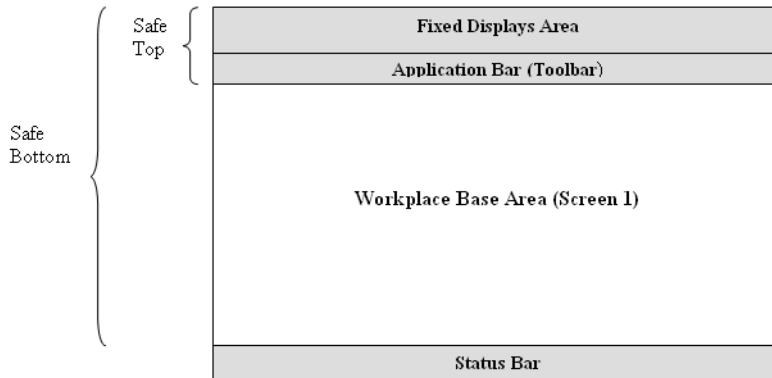 Safe
Top
Fixed Displays Area
Application Bar (Toolbar)
Safe
Bottom
Workplace Base Area (Screen 1)
Status Bar